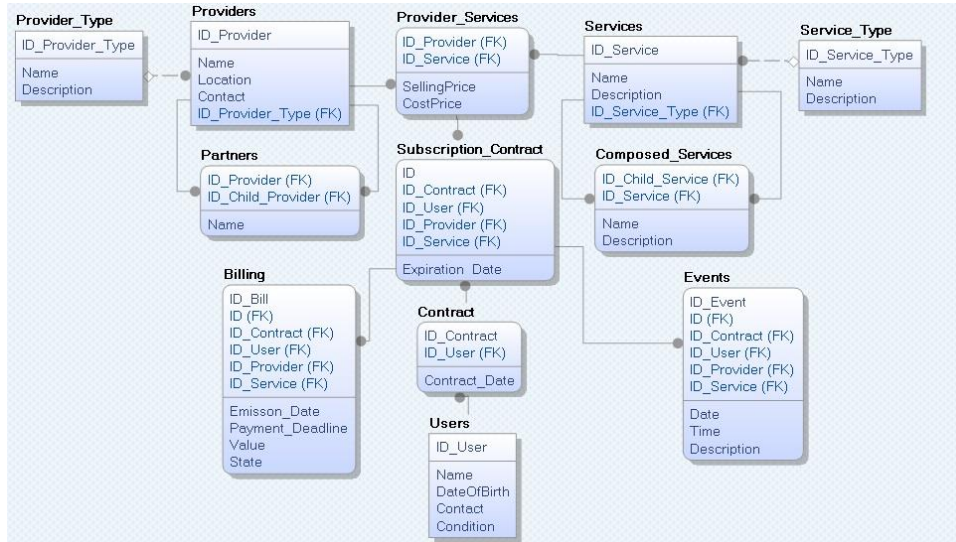 Provider_Type
ID_Provider_Type
Name
Description
Providers
ID_Provider
Name
Location
Contact
ID_Provider_Type (FK)
Provider_Services
ID_Provider (FK)
ID_Service (FK)
SellingPrice
CostPrice
Services
ID_Service
Name
Description
ID_Service_Type (FK)
Service_Type
ID_Service_Type
Name
Description
Partners
ID_Provider (FK)
ID_Child_Provider (FK)
Name
Subscription_Contract
ID
ID_Contract (FK)
ID_User (FK)
ID_Provider (FK)
ID_Service (FK)
Expiration_Date
Composed_Services
ID_Child_Service (FK)
ID_Service (FK)
Name
Description
Billing
ID_Bill
ID (FK)
ID_Contract (FK)
ID_User (FK)
ID_Provider (FK)
ID_Service (FK)
Emisson_Date
Payment_Deadline
Value
State
Contract
ID_Contract
ID_User (FK)
Contract_Date
Events
ID_Event
ID (FK)
ID_Contract (FK)
ID_User (FK)
ID_Provider (FK)
ID_Service (FK)
Date
Time
Description
Users
ID_User
Name
DateOfBirth
Contact
Condition